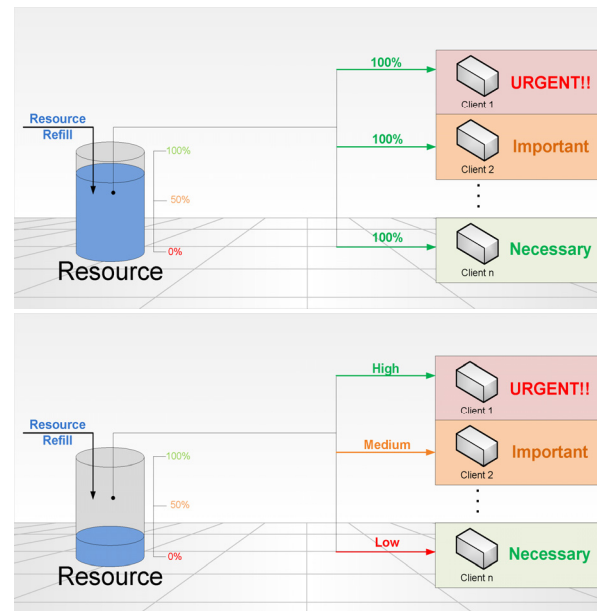 100%
URGENT!!
Client 1
Resource
Refill
100%
100%
Important
Client 2
50%
100%
Necessary
0%
Resource
Client n
High
URGENT!!
Client 1
Resource
Refill
Medium
Important
100%
Client 2
50%
Low
Necessary
0%
Resource
Client n